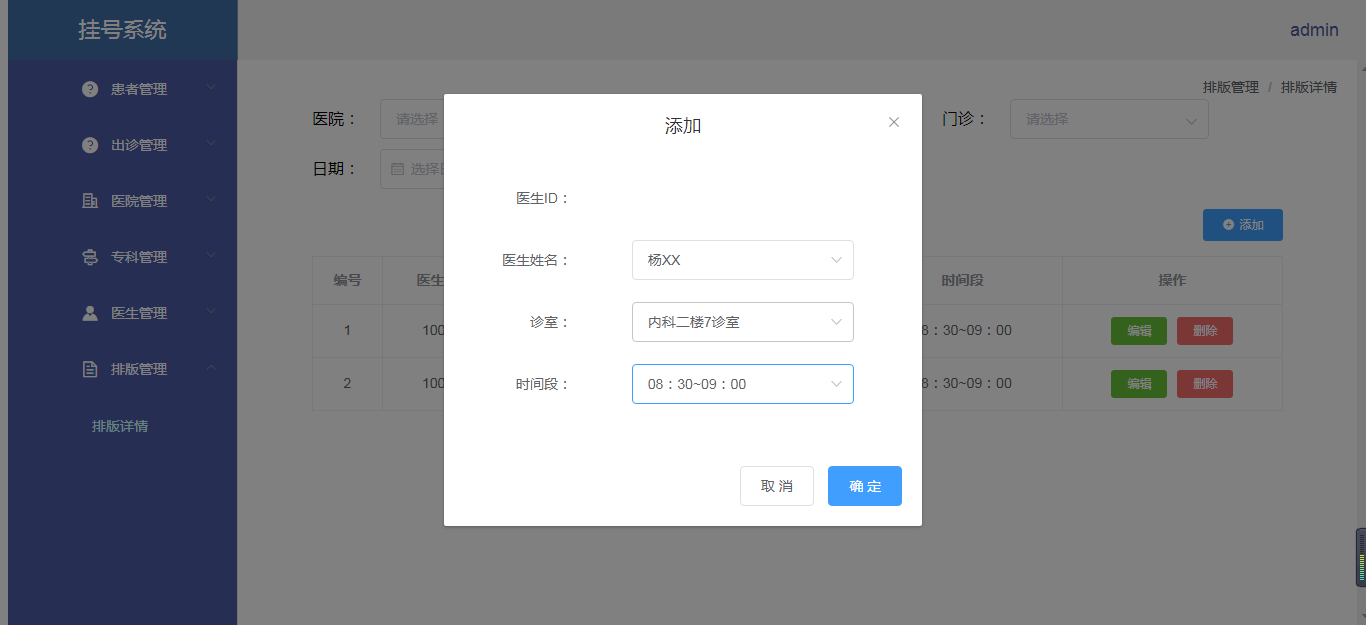 挂号系统
admin
患者管理
出诊管理
医院管理
专科管理
医生管理
排版管理
排版详情
排版管理 / 排版详情
医院： 请选择
门诊： 请选择
日期： 选择
添加
编号 医生 时间段 操作
1 100 8：30~09：00 编辑 删除
2 100 8：30~09：00 编辑 删除
添加
医生ID：
医生姓名： 杨XX
诊室： 内科二楼7诊室
时间段： 08：30~09：00
取 消 确 定